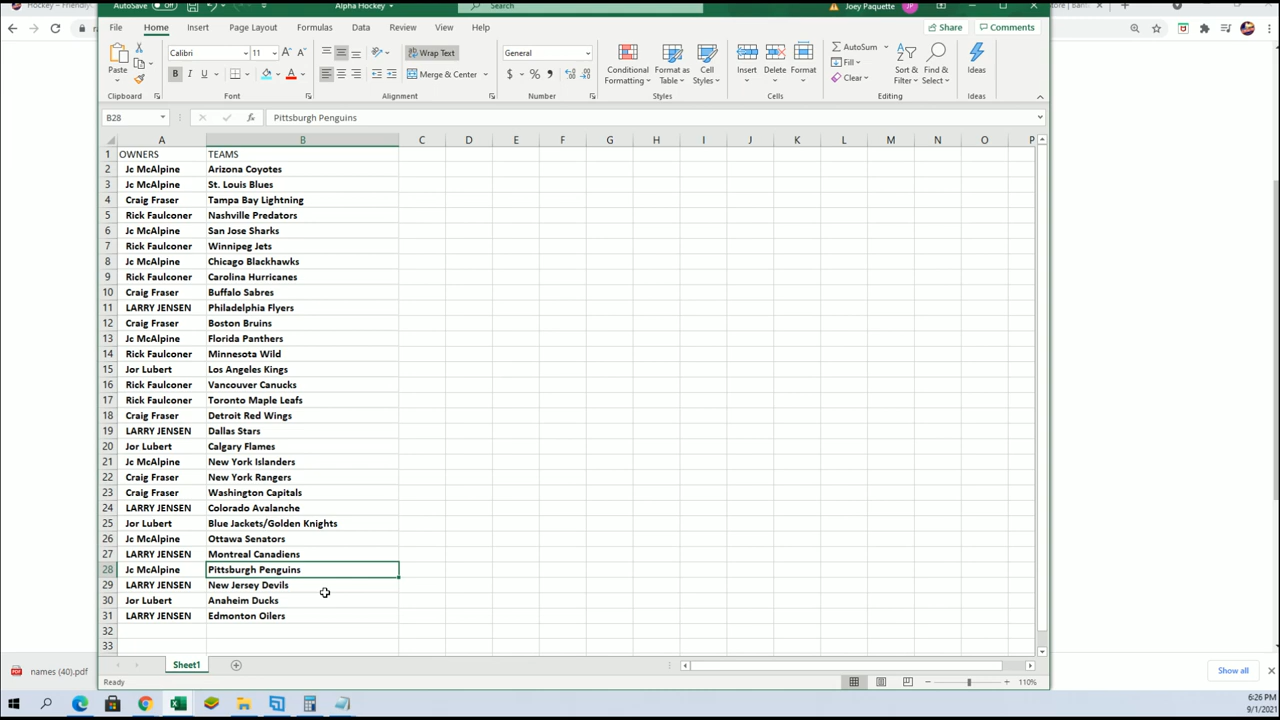 Hockey – Friendly
AutoSave Off
Alpha Hockey
Search
Joey Paquette
JP
File Home Insert Page Layout Formulas Data Review View Help Share Comments
Calibri 11 Wrap Text General AutoSum
Paste B I U Merge & Center $ % Conditional Formatting Format as Table Cell Styles Insert Delete Format Fill Clear Sort & Filter Find & Select Ideas
Clipboard Font Alignment Number Styles Cells Editing Ideas
B28 fx Pittsburgh Penguins
A B C D E F G H I J K L M N O P
1 OWNERS TEAMS
2 Jc McAlpine Arizona Coyotes
3 Jc McAlpine St. Louis Blues
4 Craig Fraser Tampa Bay Lightning
5 Rick Faulconer Nashville Predators
6 Jc McAlpine San Jose Sharks
7 Rick Faulconer Winnipeg Jets
8 Jc McAlpine Chicago Blackhawks
9 Rick Faulconer Carolina Hurricanes
10 Craig Fraser Buffalo Sabres
11 LARRY JENSEN Philadelphia Flyers
12 Craig Fraser Boston Bruins
13 Jc McAlpine Florida Panthers
14 Rick Faulconer Minnesota Wild
15 Jor Lubert Los Angeles Kings
16 Rick Faulconer Vancouver Canucks
17 Rick Faulconer Toronto Maple Leafs
18 Craig Fraser Detroit Red Wings
19 LARRY JENSEN Dallas Stars
20 Jor Lubert Calgary Flames
21 Jc McAlpine New York Islanders
22 Craig Fraser New York Rangers
23 Craig Fraser Washington Capitals
24 LARRY JENSEN Colorado Avalanche
25 Jor Lubert Blue Jackets/Golden Knights
26 Jc McAlpine Ottawa Senators
27 LARRY JENSEN Montreal Canadiens
28 Jc McAlpine Pittsburgh Penguins
29 LARRY JENSEN New Jersey Devils
30 Jor Lubert Anaheim Ducks
31 LARRY JENSEN Edmonton Oilers
32
33
Sheet1
names (40).pdf Show all
Ready 110%
6:26 PM
9/1/2021